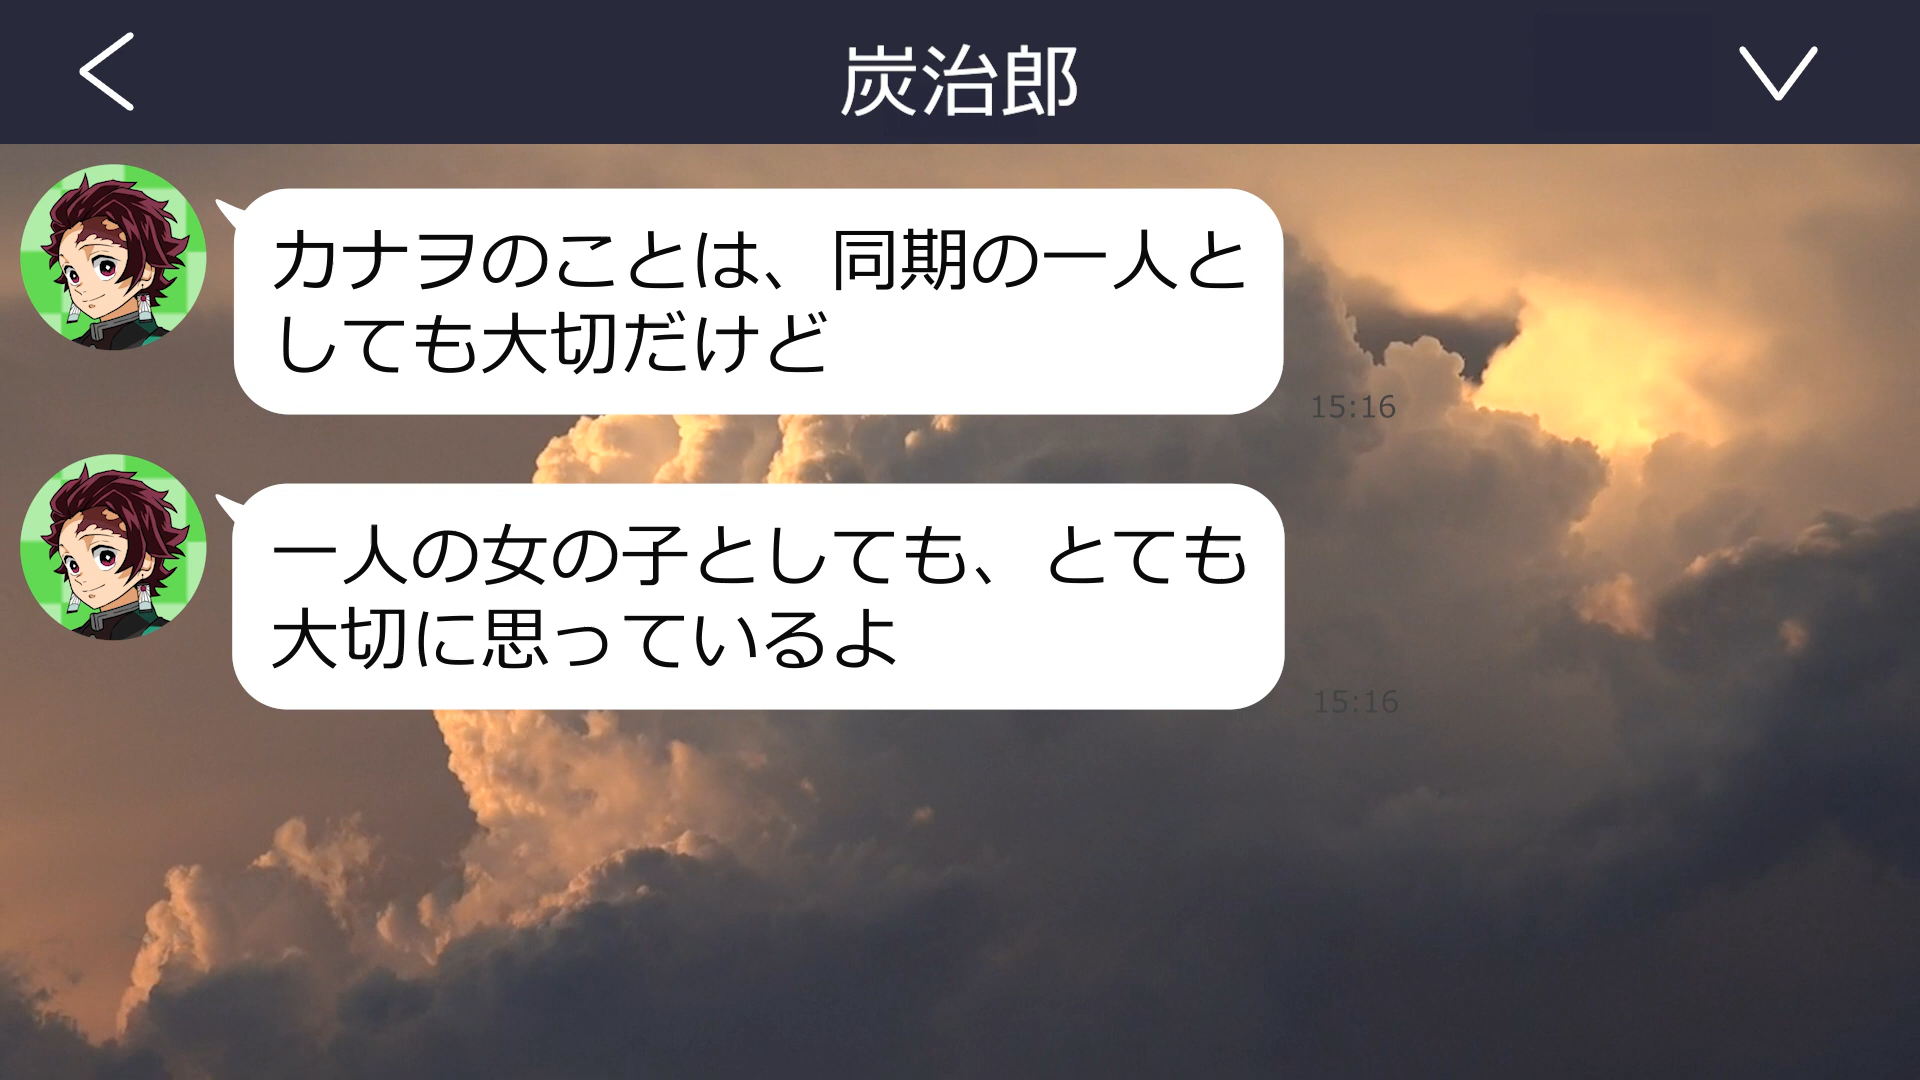 炭治郎
カナヲのことは、同期の一人と
しても大切だけど
15:16
一人の女の子としても、とても
大切に思っているよ
15:16